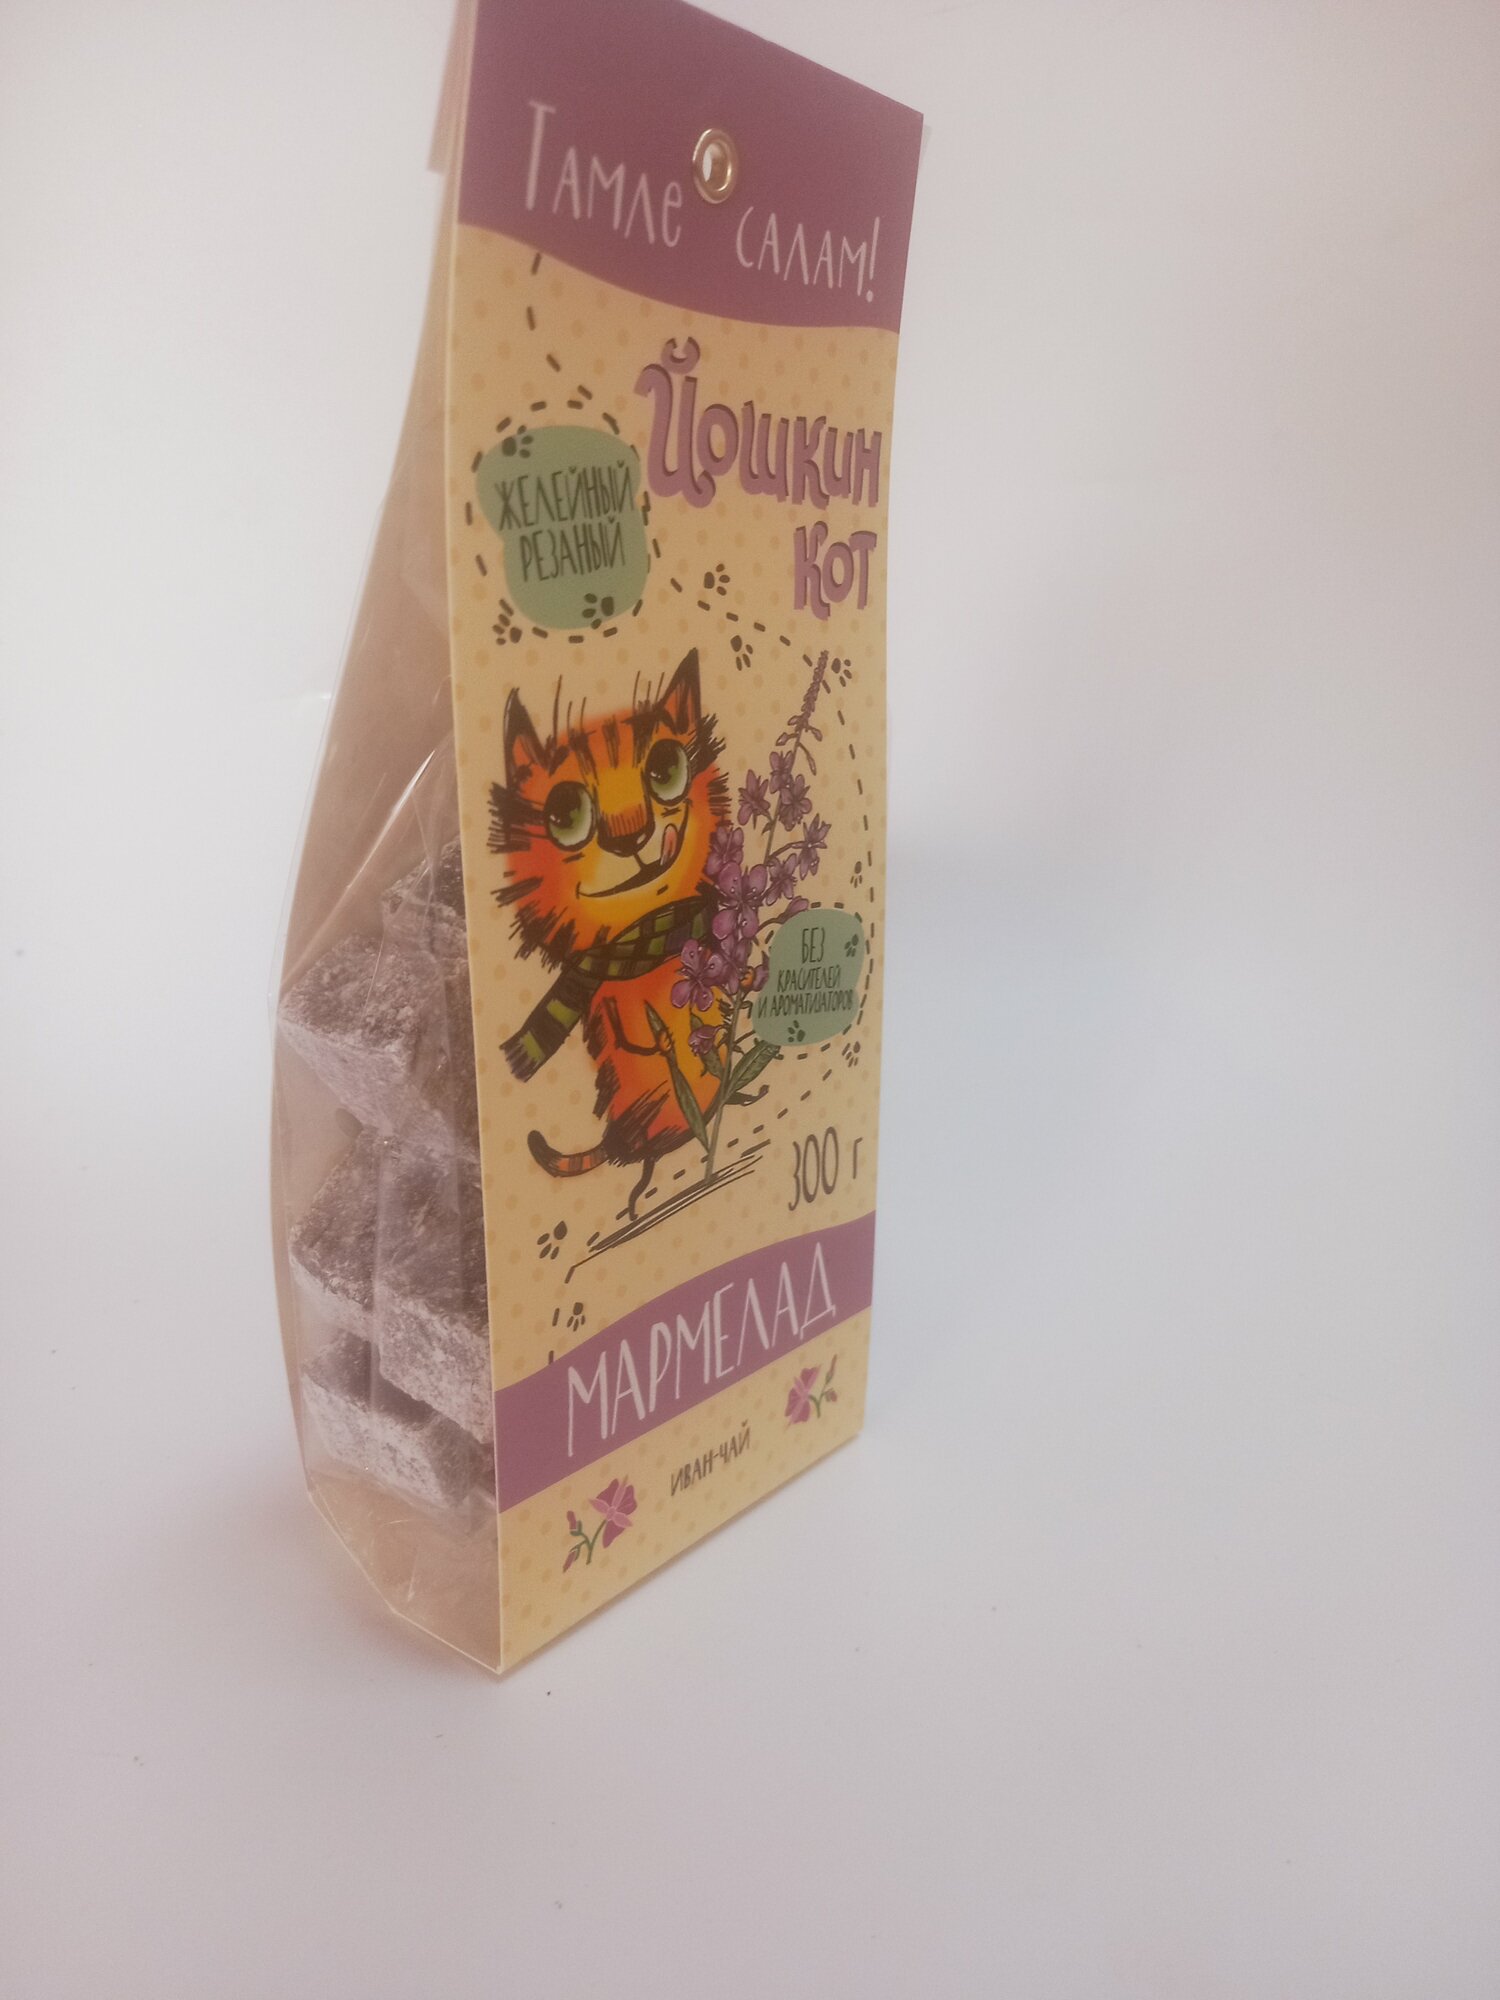 Тамле салам!
Йошкин
кот
ЖЕЛЕЙНЫЙ
РЕЗАНЫЙ
БЕЗ
КРАСИТЕЛЕЙ
И АРОМАТИЗАТОРОВ
300 г
МАРМЕЛАД
ИВАН-ЧАЙ